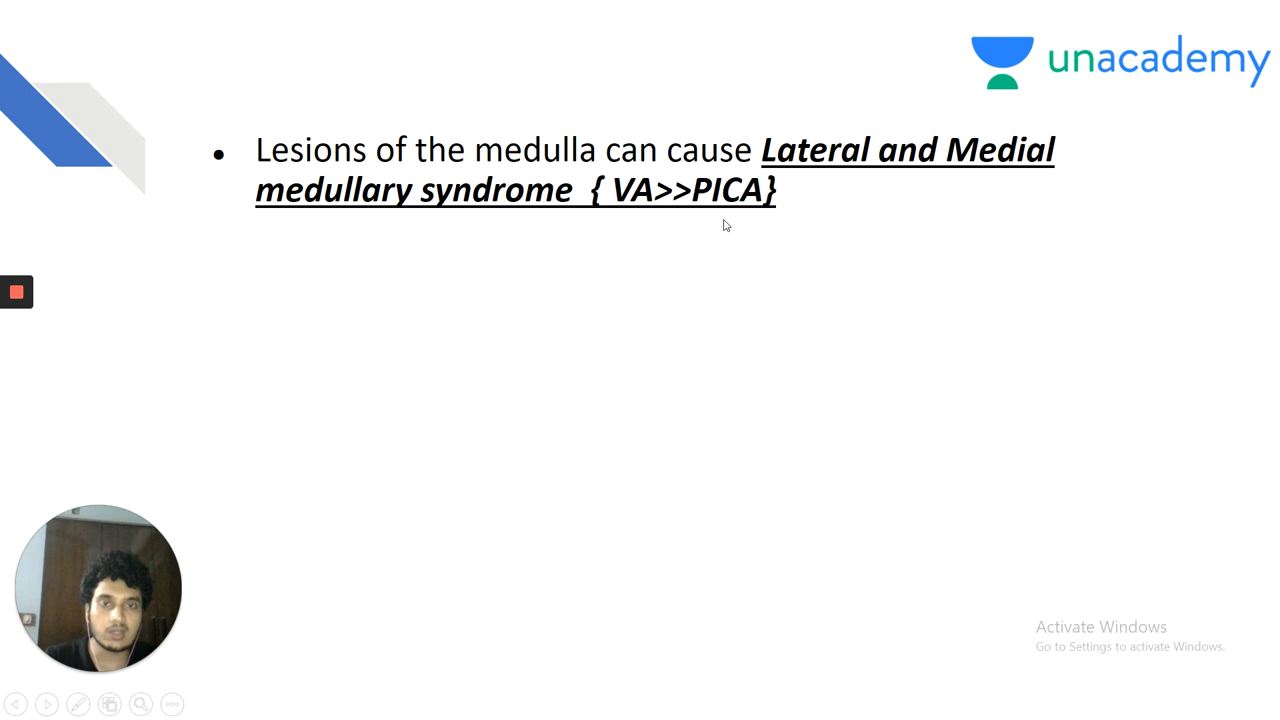 unacademy
• Lesions of the medulla can cause Lateral and Medial
medullary syndrome { VA>>PICA}
Activate Windows
Go to Settings to activate Windows.